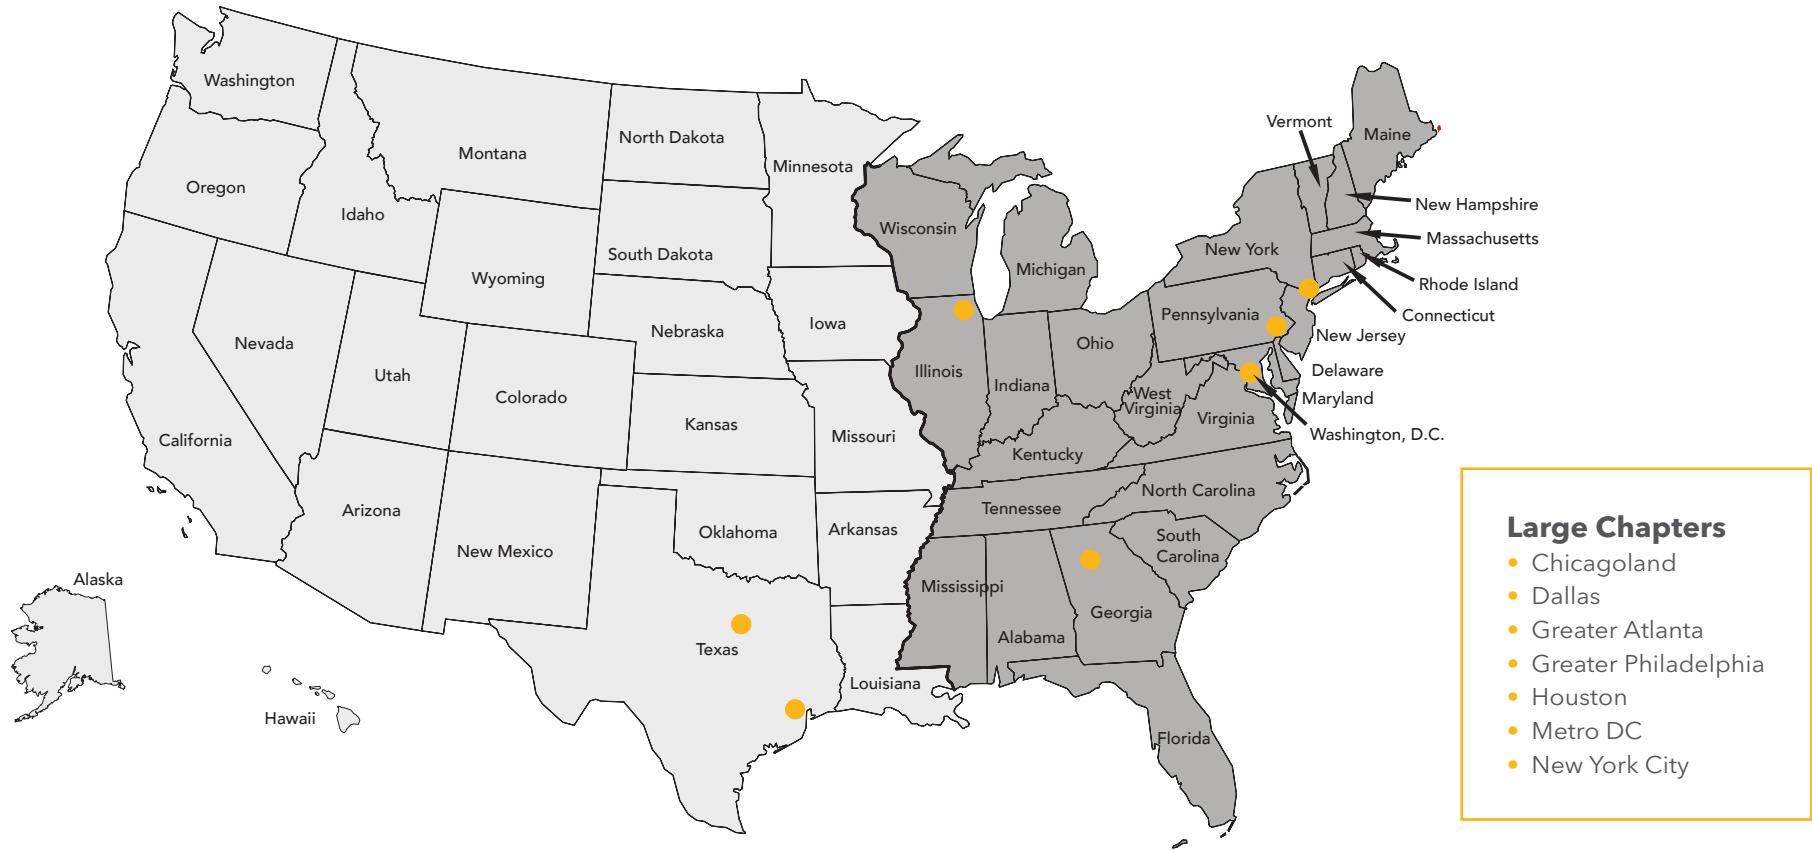 Washington
Oregon
Idaho
Montana
North Dakota
Minnesota
South Dakota
Wyoming
Nevada
Utah
Colorado
Nebraska
Iowa
Kansas
Missouri
California
Arizona
New Mexico
Oklahoma
Arkansas
Texas
Louisiana
Alaska
Hawaii
Wisconsin
Michigan
Illinois
Indiana
Ohio
Kentucky
Tennessee
Mississippi
Alabama
Georgia
Florida
South
Carolina
North Carolina
Virginia
West
Virginia
Pennsylvania
New York
Vermont
Maine
New Hampshire
Massachusetts
Rhode Island
Connecticut
New Jersey
Delaware
Maryland
Washington, D.C.
Large Chapters
• Chicagoland
• Dallas
• Greater Atlanta
• Greater Philadelphia
• Houston
• Metro DC
• New York City